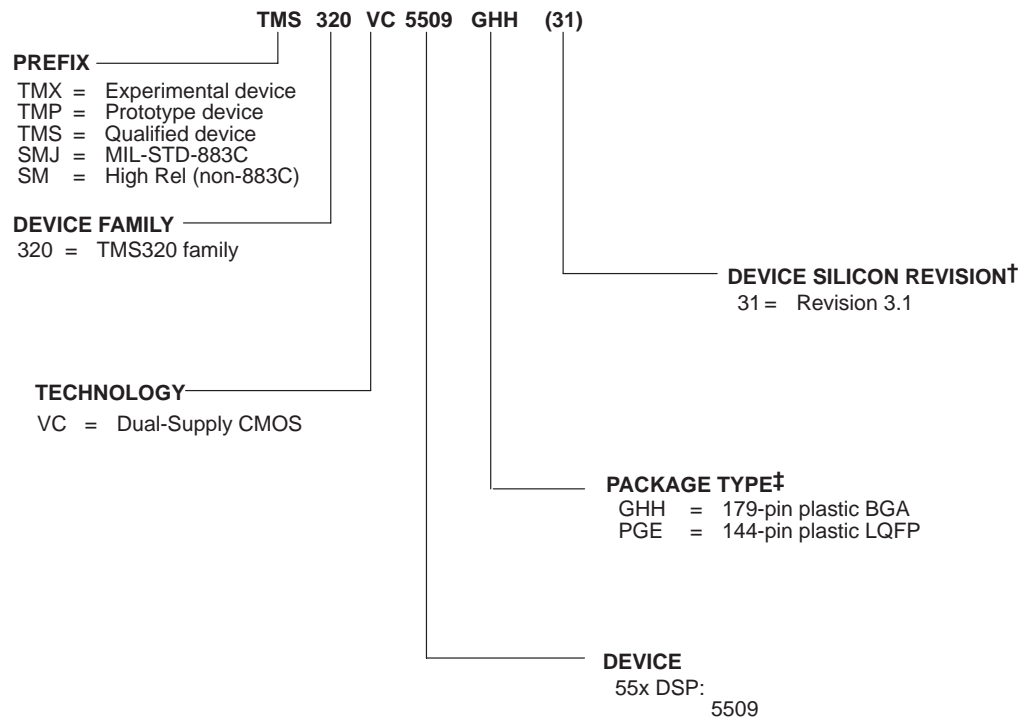 TMS 320 VC 5509 GHH (31)
PREFIX
TMX = Experimental device
TMP = Prototype device
TMS = Qualified device
SMJ = MIL-STD-883C
SM = High Rel (non-883C)
DEVICE FAMILY
320 = TMS320 family
DEVICE SILICON REVISION†
31 = Revision 3.1
TECHNOLOGY
VC = Dual-Supply CMOS
PACKAGE TYPE‡
GHH = 179-pin plastic BGA
PGE = 144-pin plastic LQFP
DEVICE
55x DSP:
5509